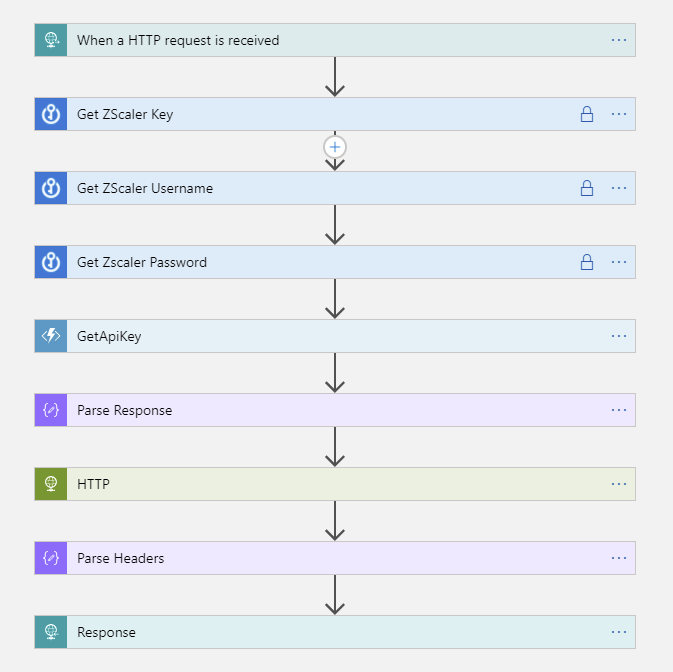 When a HTTP request is received
Get ZScaler Key
Get ZScaler Username
Get Zscaler Password
GetApiKey
Parse Response
HTTP
Parse Headers
Response